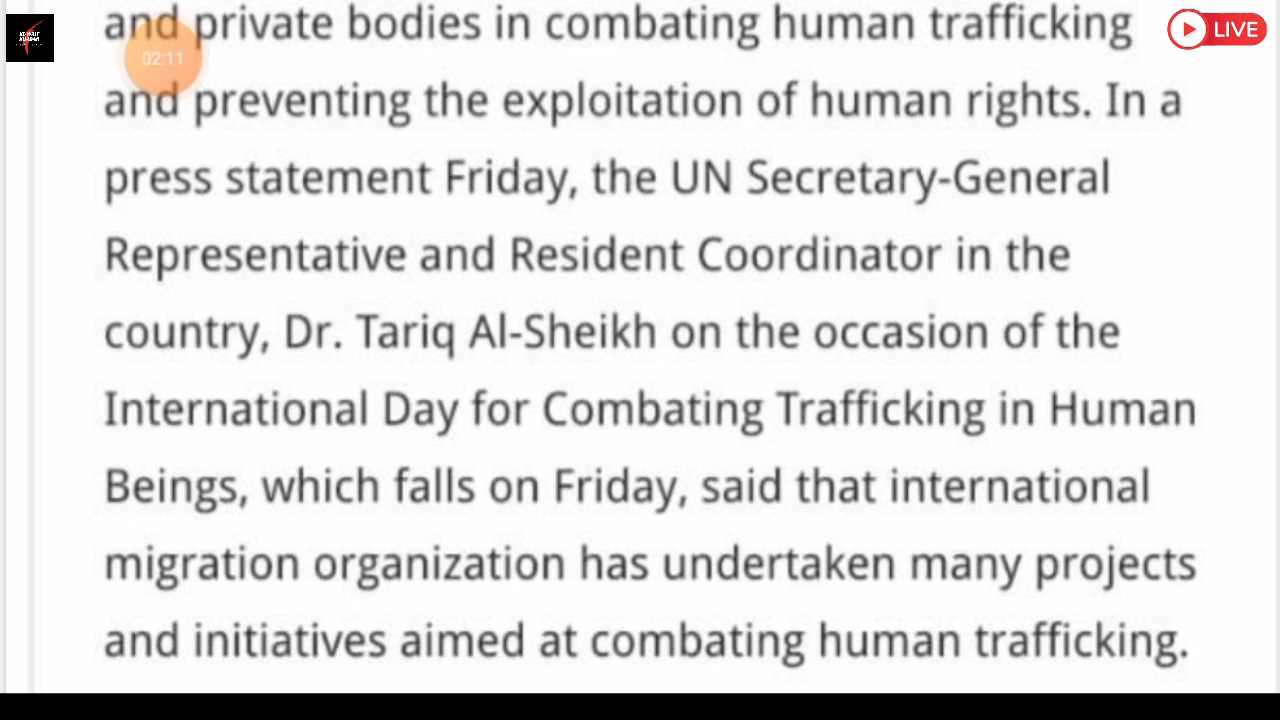 and private bodies in combating human trafficking
LIVE
02:11
and preventing the exploitation of human rights. In a
press statement Friday, the UN Secretary-General
Representative and Resident Coordinator in the
country, Dr. Tariq Al-Sheikh on the occasion of the
International Day for Combating Trafficking in Human
Beings, which falls on Friday, said that international
migration organization has undertaken many projects
and initiatives aimed at combating human trafficking.